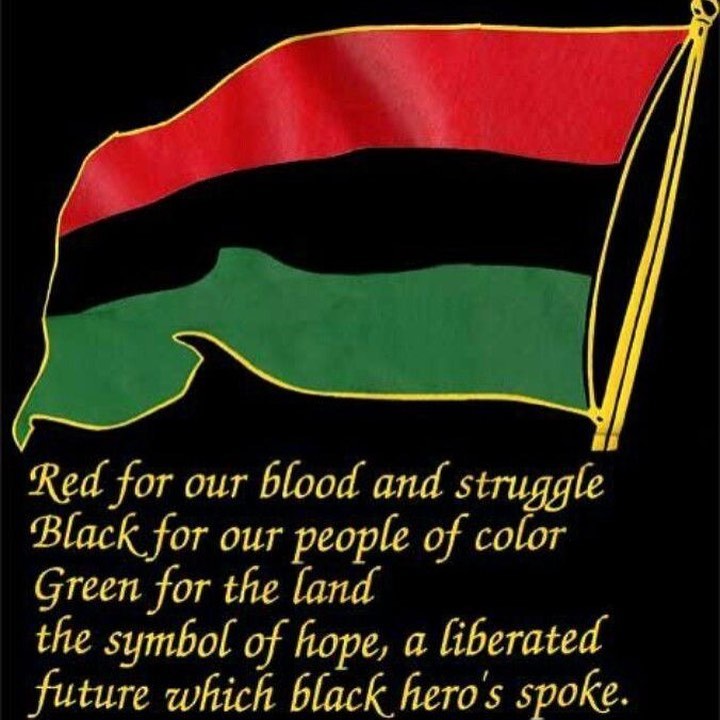 Red for our blood and struggle
Black for our people of color
Green for the land
the symbol of hope, a liberated
future which black hero's spoke.